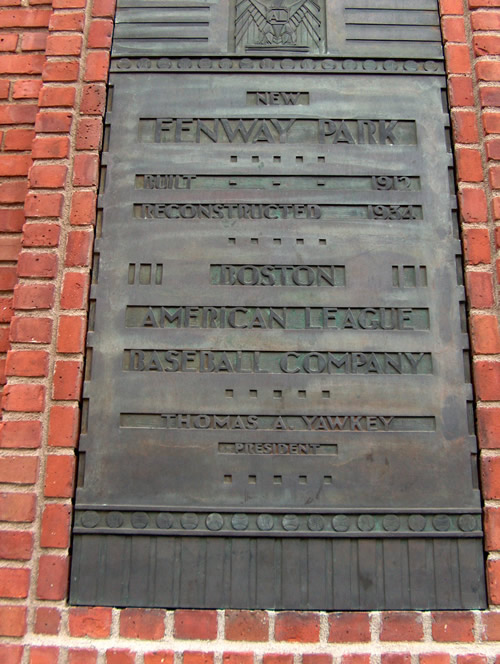 NEW
FENWAY PARK
BUILT - - - 1912
RECONSTRUCTED 1934
BOSTON
AMERICAN LEAGUE
BASEBALL COMPANY
THOMAS A. YAWKEY
PRESIDENT